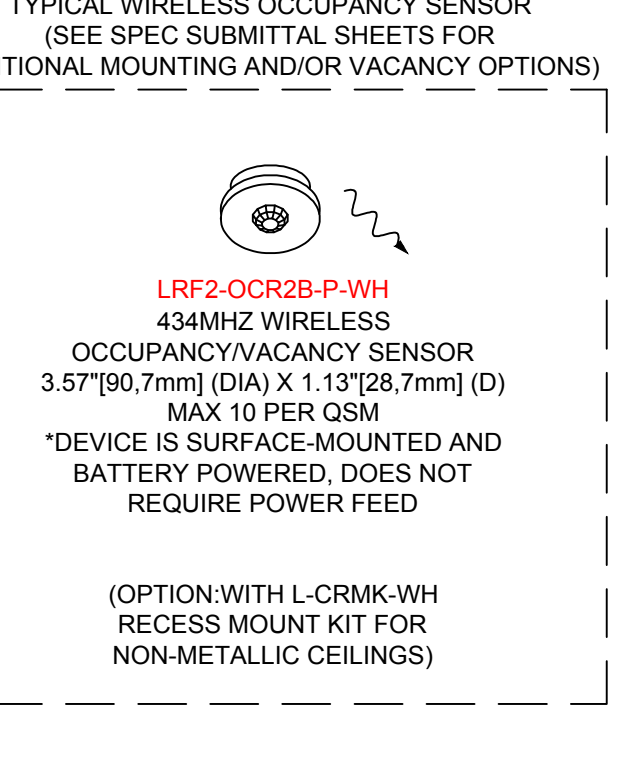 TYPICAL WIRELESS OCCUPANCY SENSOR
(SEE SPEC SUBMITTAL SHEETS FOR
MOUNTING AND/OR VACANCY OPTIONS)
LRF2-OCR2B-P-WH
434MHZ WIRELESS
OCCUPANCY/VACANCY SENSOR
3.57"[90,7mm] (DIA) X 1.13"[28,7mm] (D)
MAX 10 PER QSM
*DEVICE IS SURFACE-MOUNTED AND
BATTERY POWERED, DOES NOT
REQUIRE POWER FEED
(OPTION:WITH L-CRMK-WH
RECESS MOUNT KIT FOR
NON-METALLIC CEILINGS)